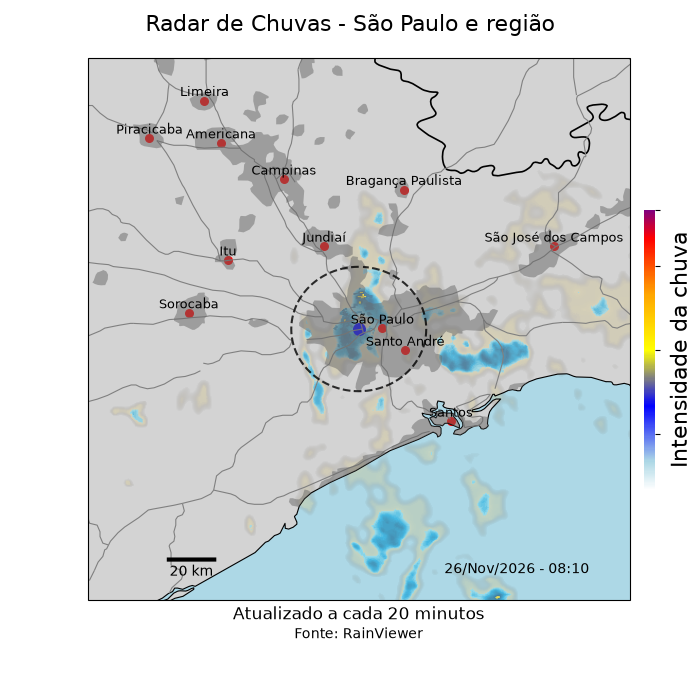 Radar de Chuvas - São Paulo e região
Limeira
Piracicaba
Americana
Campinas
Bragança Paulista
Jundiaí
São José dos Campos
Itu
Sorocaba
São Paulo
Santo André
Santos
20 km
26/Nov/2026 - 08:10
Intensidade da chuva
Atualizado a cada 20 minutos
Fonte: RainViewer